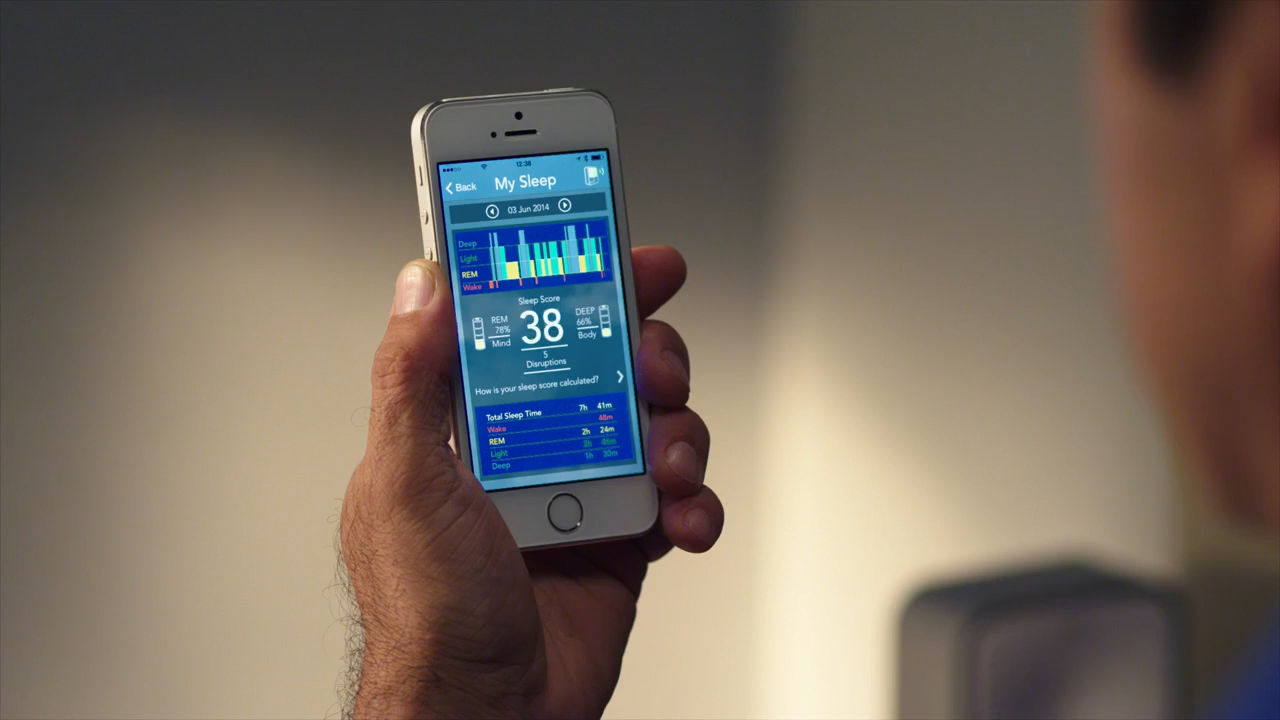 12:38
Back My Sleep
03 Jun 2014
Deep
Light
REM
Wake
Sleep Score
REM 78% Mind
38
DEEP 66% Body
5
Disruptions
How is your sleep score calculated?
Total Sleep Time 7h 41m
Wake 48m
REM 2h 24m
Light 46m
Deep 1h 30m